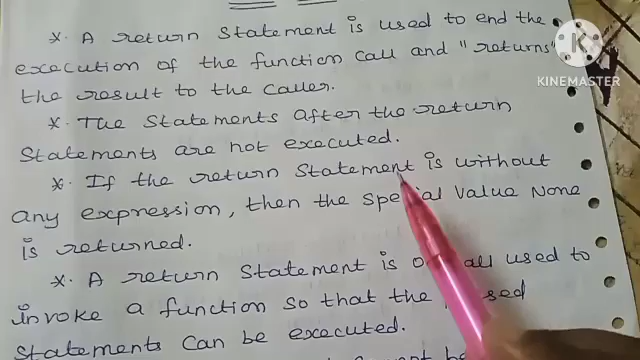 *. A return statement is used to end the
execution of the function call and "returns"
the result to the caller.
*. The statements after the return
statements are not executed.
*. If the return statement is without
any expression, then the special value None
is returned.
*. A return statement is used to
invoke a function so that the
statements can be executed.
KINEMASTER